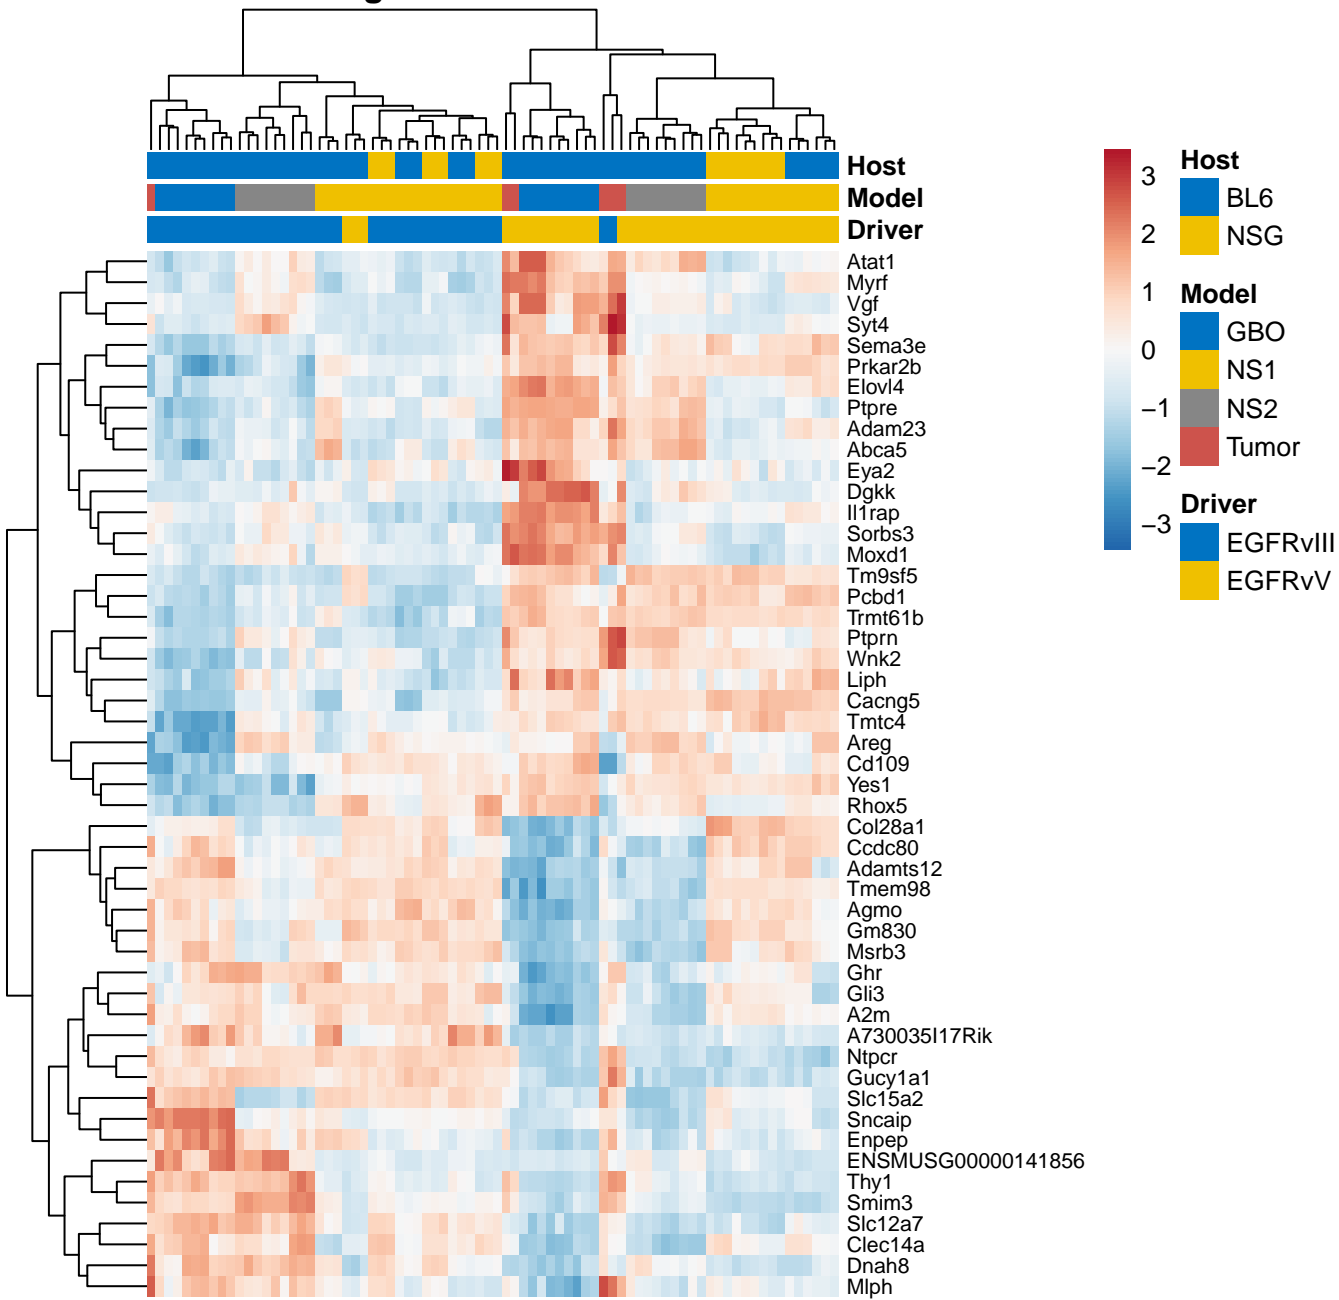 Host
Model
Driver
Atat1
Myrf
Vgf
Syt4
Sema3e
Prkar2b
Elovl4
Ptpre
Adam23
Abca5
Eya2
Dgkk
Il1rap
Sorbs3
Moxd1
Tm9sf5
Pcbd1
Trmt61b
Ptprn
Wnk2
Liph
Cacng5
Tmtc4
Areg
Cd109
Yes1
Rhox5
Col28a1
Ccdc80
Adamts12
Tmem98
Agmo
Gm830
Msrb3
Ghr
Gli3
A2m
A730035I17Rik
Ntpcr
Gucy1a1
Slc15a2
Sncaip
Enpep
ENSMUSG00000141856
Thy1
Smim3
Slc12a7
Clec14a
Dnah8
Mlph
3
2
1
0
−1
−2
−3
Host
BL6
NSG
Model
GBO
NS1
NS2
Tumor
Driver
EGFRvIII
EGFRvV